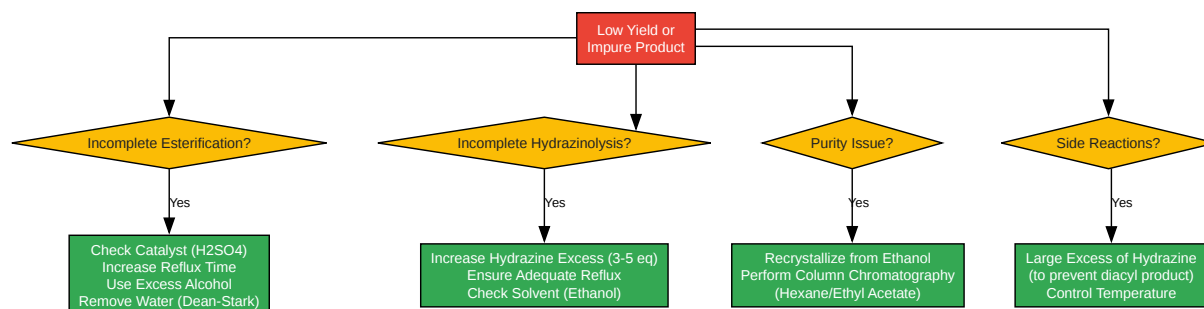 Low Yield or
Impure Product
Incomplete Esterification?
Incomplete Hydrazinolysis?
Purity Issue?
Side Reactions?
Yes
Yes
Yes
Yes
Check Catalyst (H2SO4)
Increase Reflux Time
Use Excess Alcohol
Remove Water (Dean-Stark)
Increase Hydrazine Excess (3-5 eq)
Ensure Adequate Reflux
Check Solvent (Ethanol)
Recrystallize from Ethanol
Perform Column Chromatography
(Hexane/Ethyl Acetate)
Large Excess of Hydrazine
(to prevent diacyl product)
Control Temperature